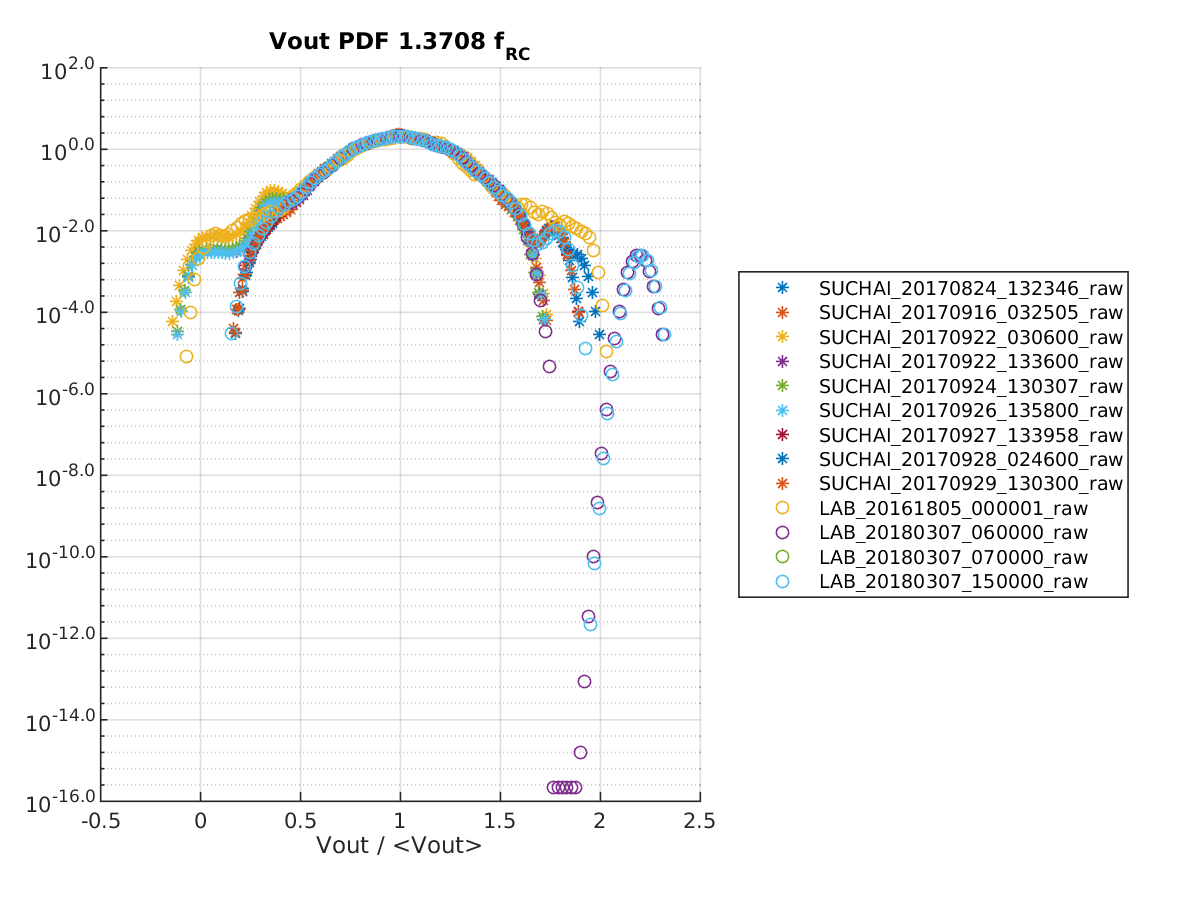 Vout PDF 1.3708 f_RC
10^2.0
10^0.0
10^-2.0
10^-4.0
10^-6.0
10^-8.0
10^-10.0
10^-12.0
10^-14.0
10^-16.0
-0.5 0 0.5 1 1.5 2 2.5
Vout / <Vout>
SUCHAI_20170824_132346_raw
SUCHAI_20170916_032505_raw
SUCHAI_20170922_030600_raw
SUCHAI_20170922_133600_raw
SUCHAI_20170924_130307_raw
SUCHAI_20170926_135800_raw
SUCHAI_20170927_133958_raw
SUCHAI_20170928_024600_raw
SUCHAI_20170929_130300_raw
LAB_20161805_000001_raw
LAB_20180307_060000_raw
LAB_20180307_070000_raw
LAB_20180307_150000_raw